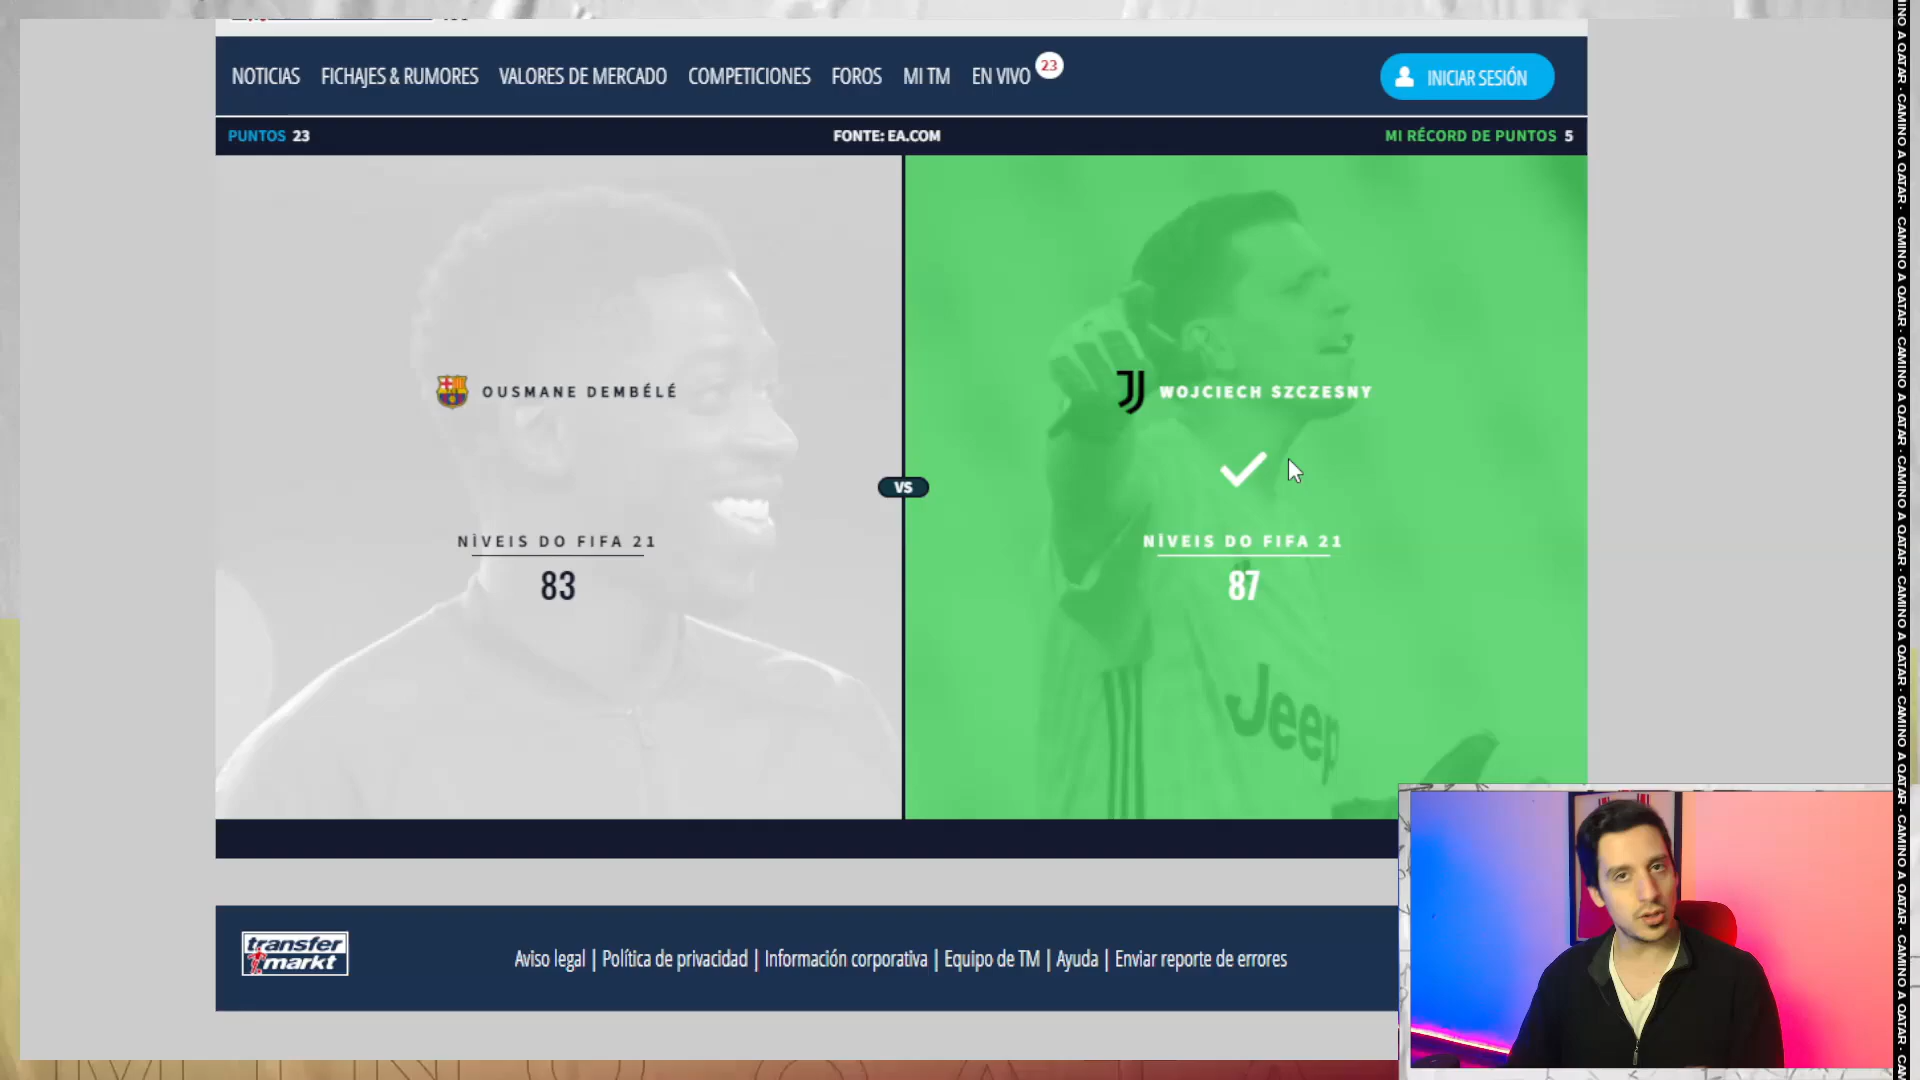 NOTICIAS FICHAJES & RUMORES VALORES DE MERCADO COMPETICIONES FOROS MI TM EN VIVO 23 INICIAR SESIÓN
PUNTOS 23 FONTE: EA.COM MI RÉCORD DE PUNTOS 5
OUSMANE DEMBÉLÉ
WOJCIECH SZCZESNY
VS
NÌVEIS DO FIFA 21
83
NÌVEIS DO FIFA 21
87
Jeep
transfer
markt
Aviso legal | Política de privacidad | Información corporativa | Equipo de TM | Ayuda | Enviar reporte de errores
CAMINO A QATAR · CAMINO A QATAR · CAMINO A QATAR · CAMINO A QATAR · CAMINO A QATAR · CAMINO A QATAR · CAMINO A QATAR · CAMINO A QATAR